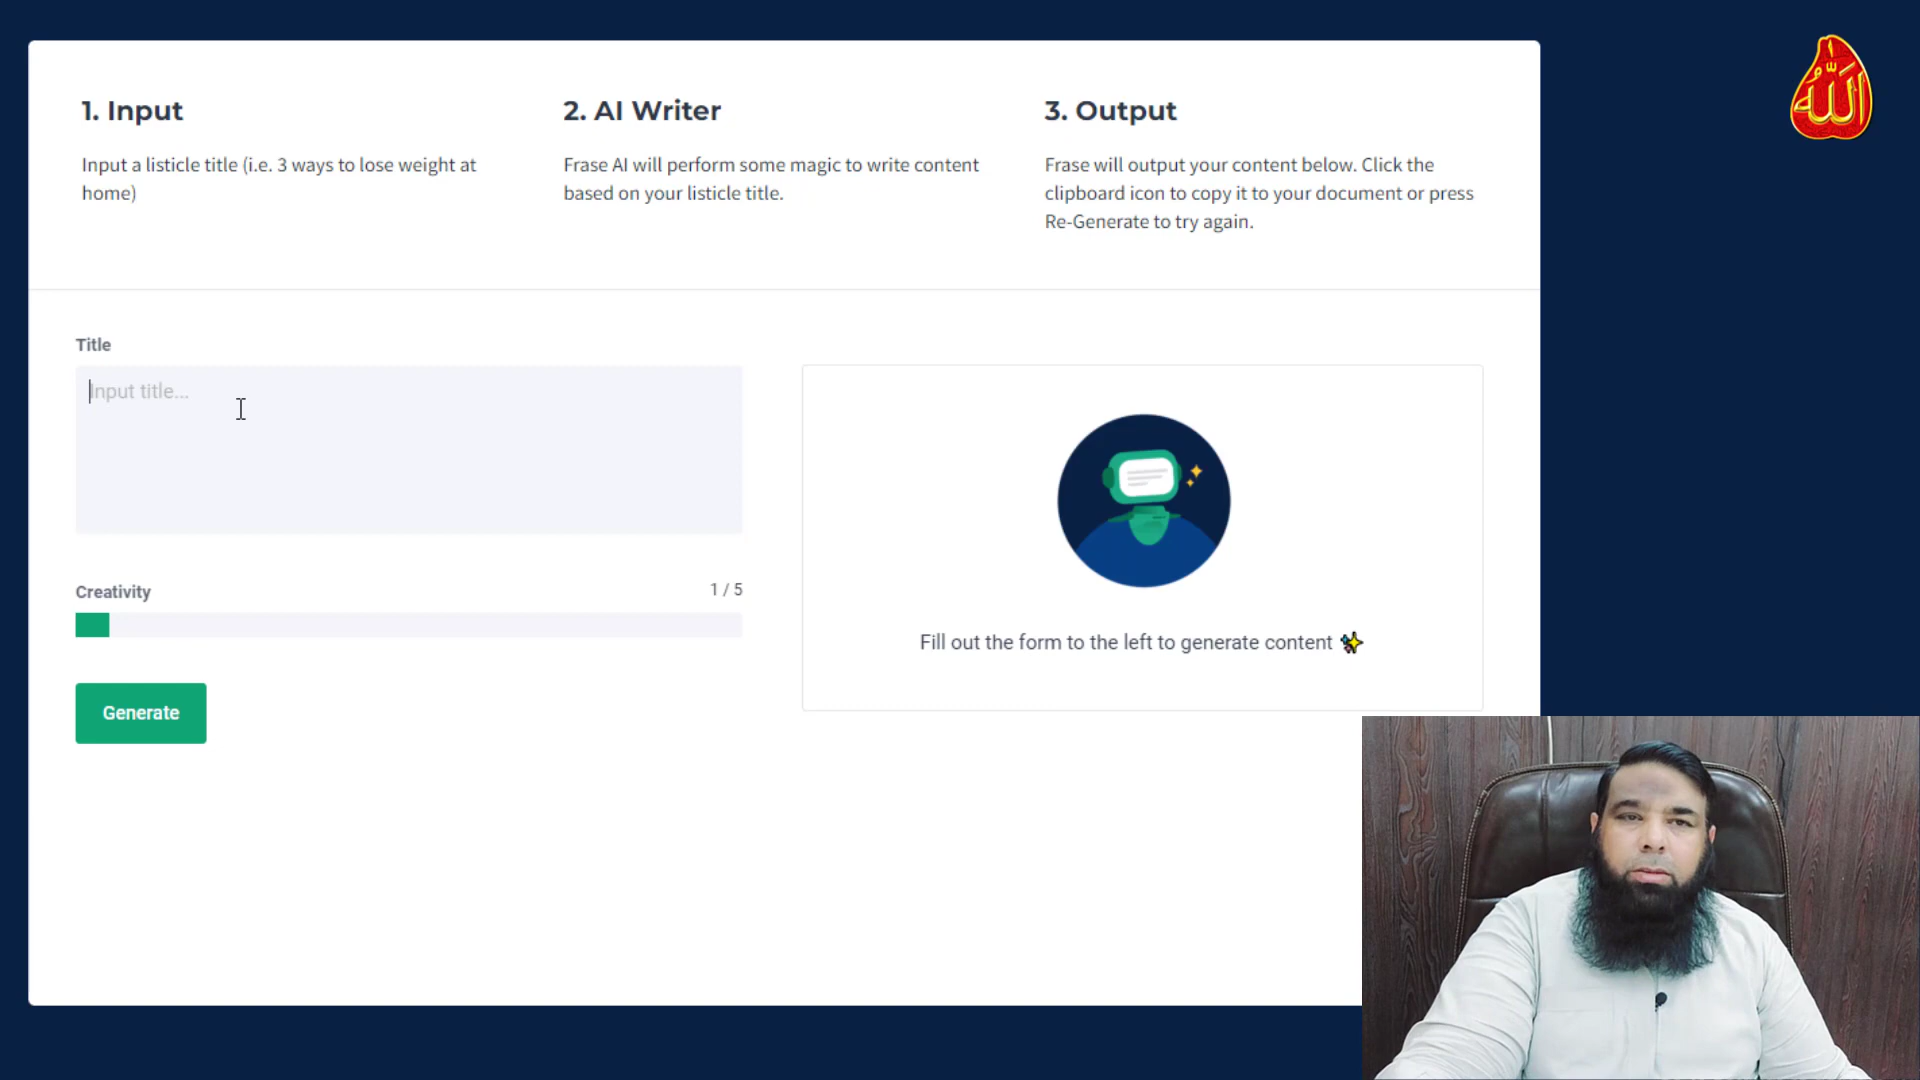 1. Input
Input a listicle title (i.e. 3 ways to lose weight at
home)
2. AI Writer
Frase AI will perform some magic to write content
based on your listicle title.
3. Output
Frase will output your content below. Click the
clipboard icon to copy it to your document or press
Re-Generate to try again.
الله
Title
Input title...
Creativity
1 / 5
Generate
Fill out the form to the left to generate content